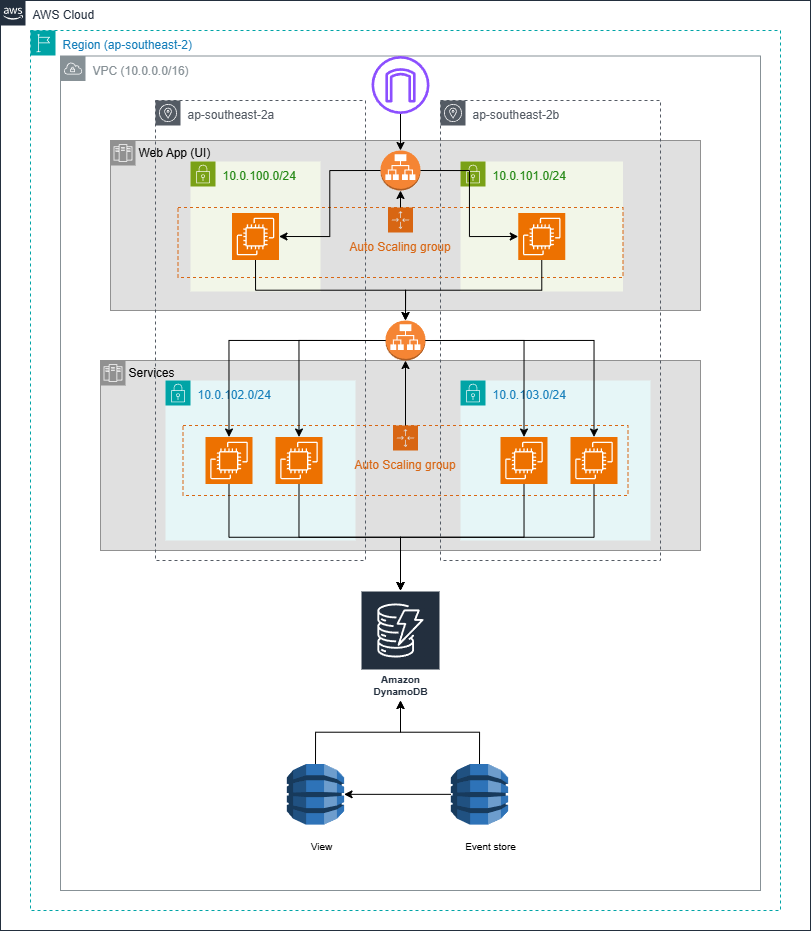 aws
AWS Cloud
Region (ap-southeast-2)
VPC (10.0.0.0/16)
ap-southeast-2a
ap-southeast-2b
Web App (UI)
10.0.100.0/24
10.0.101.0/24
Auto Scaling group
Services
10.0.102.0/24
10.0.103.0/24
Auto Scaling group
Amazon
DynamoDB
View
Event store